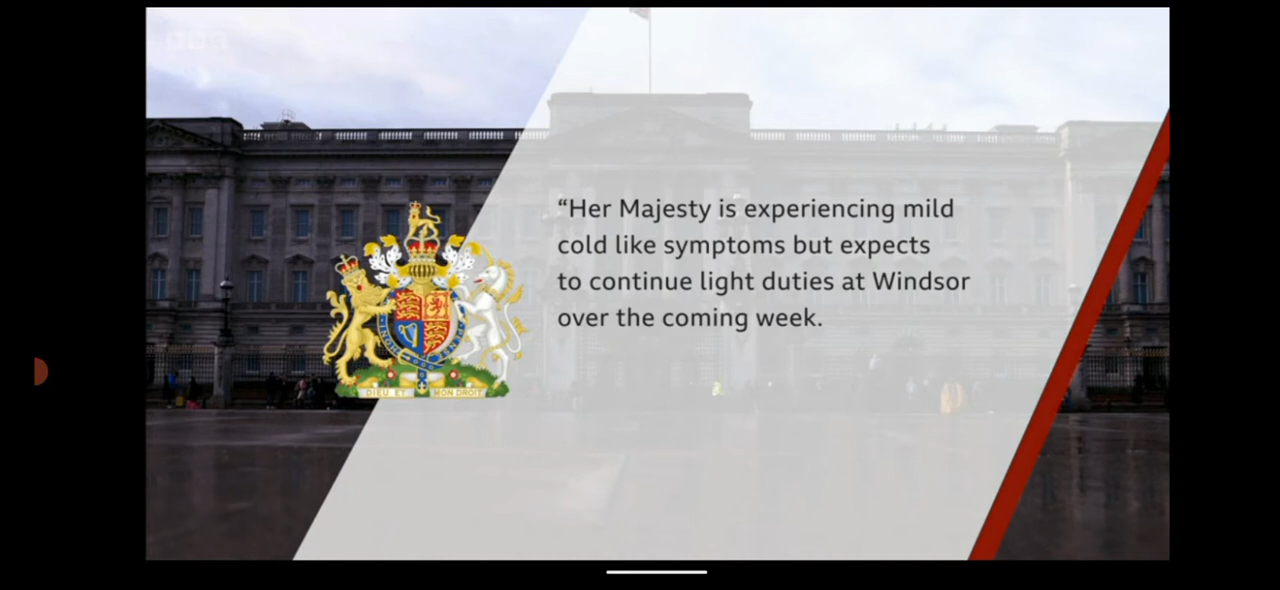 “Her Majesty is experiencing mild
cold like symptoms but expects
to continue light duties at Windsor
over the coming week.
DIEU ET MON DROIT